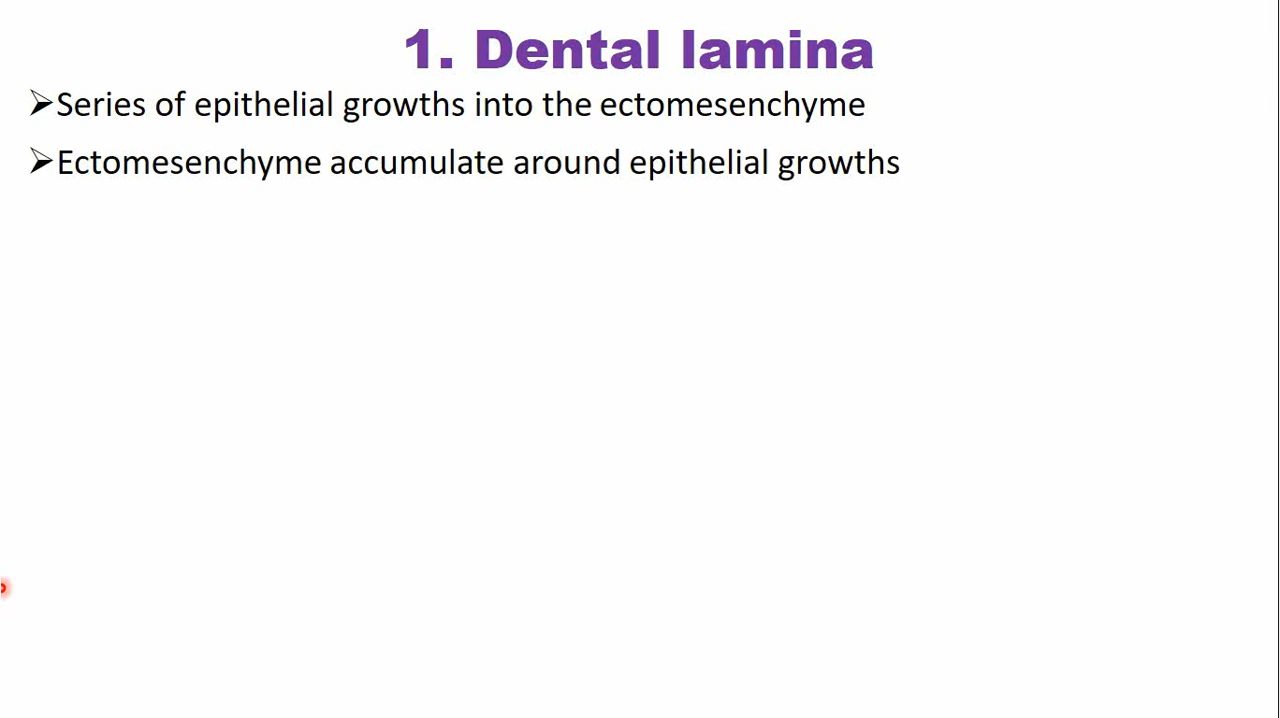 1. Dental lamina
➢Series of epithelial growths into the ectomesenchyme
➢Ectomesenchyme accumulate around epithelial growths